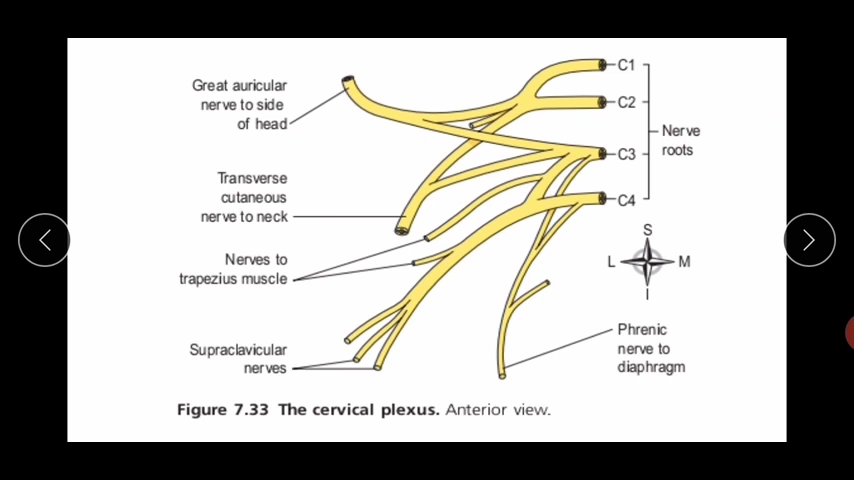 Great auricular
nerve to side
of head
Transverse
cutaneous
nerve to neck
Nerves to
trapezius muscle
Supraclavicular
nerves
C1
C2
C3
C4
Nerve
roots
S
L M
I
Phrenic
nerve to
diaphragm
Figure 7.33 The cervical plexus. Anterior view.